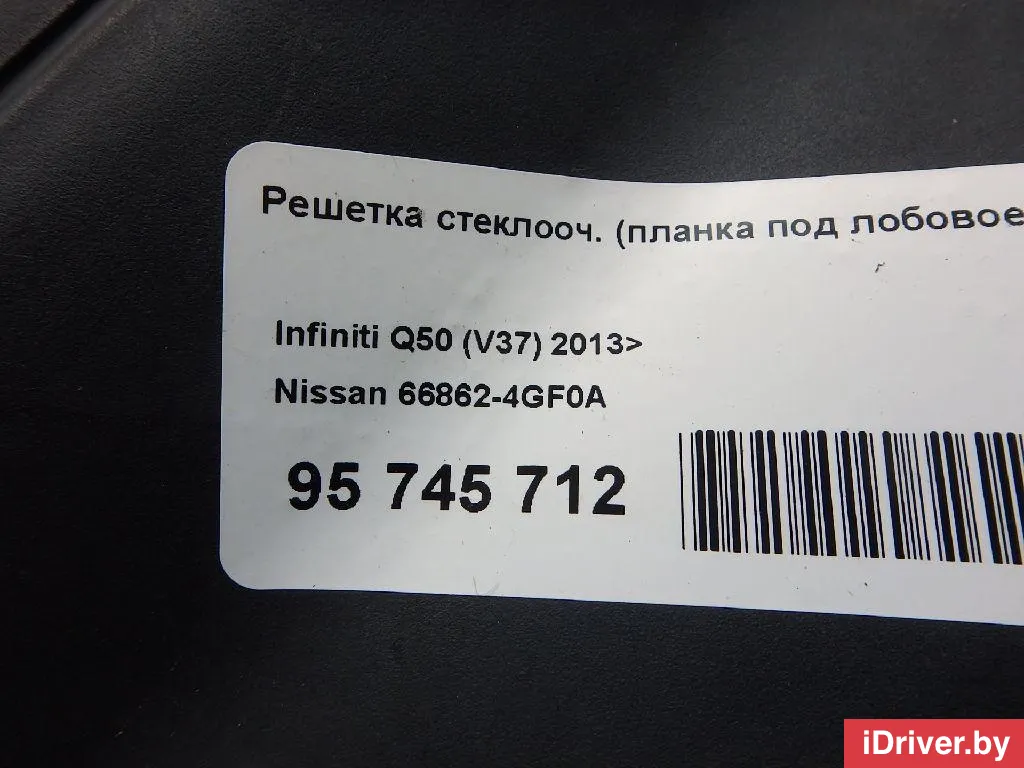 Решетка стеклооч. (планка под лобовое
Infiniti Q50 (V37) 2013>
Nissan 66862-4GF0A
95 745 712
iDriver.by